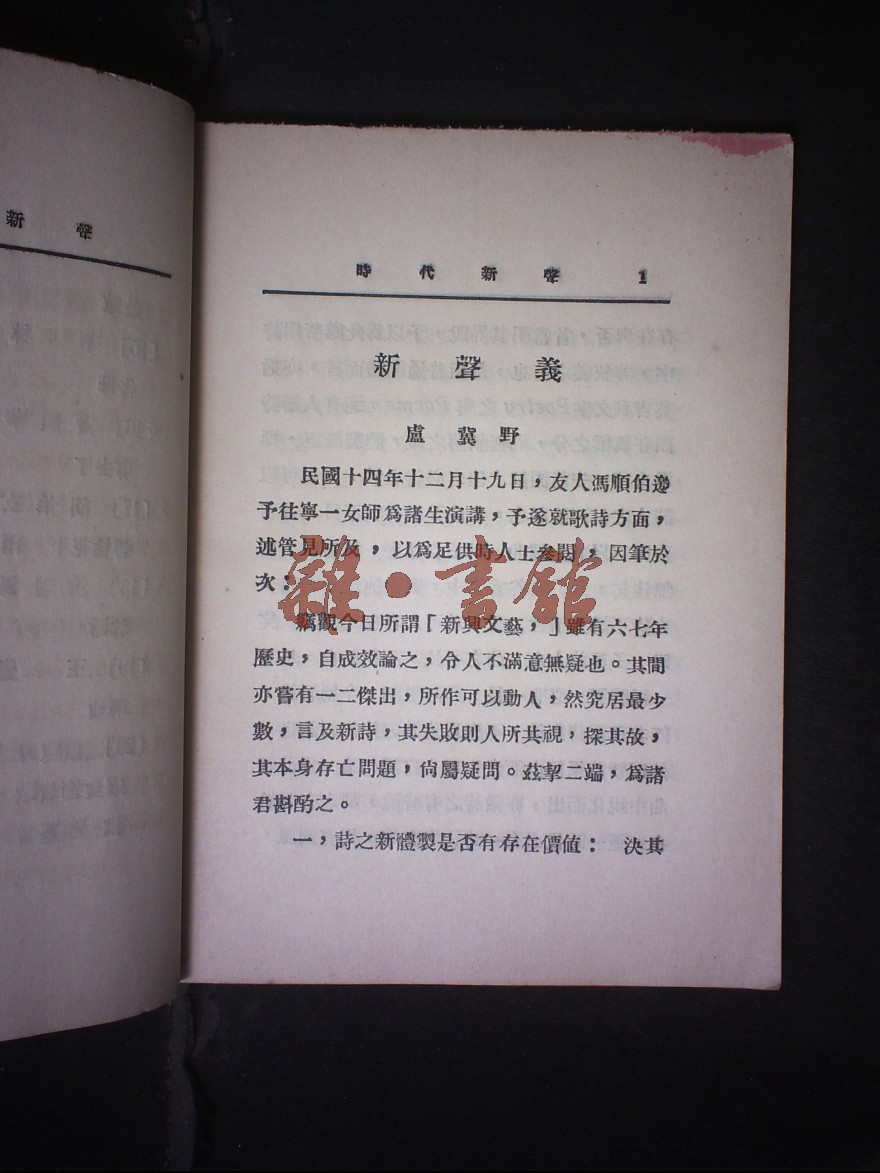 新聲
時代新聲 1
新聲義
盧冀野
民國十四年十二月十九日，友人馮順伯邀
予往寧一女師爲諸生演講，予遂就歌詩方面，
述管見所及，以爲足供時人士參閱，因筆於
次：
竊觀今日所謂「新興文藝，」雖有六七年
歷史，自成效論之，令人不滿意無疑也。其間
亦嘗有一二傑出，所作可以動人，然究居最少
數，言及新詩，其失敗則人所共視，探其故，
其本身存亡問題，尙屬疑問。茲挈二端，爲諸
君斟酌之。
一，詩之新體製是否有存在價値： 決其
雜·書館